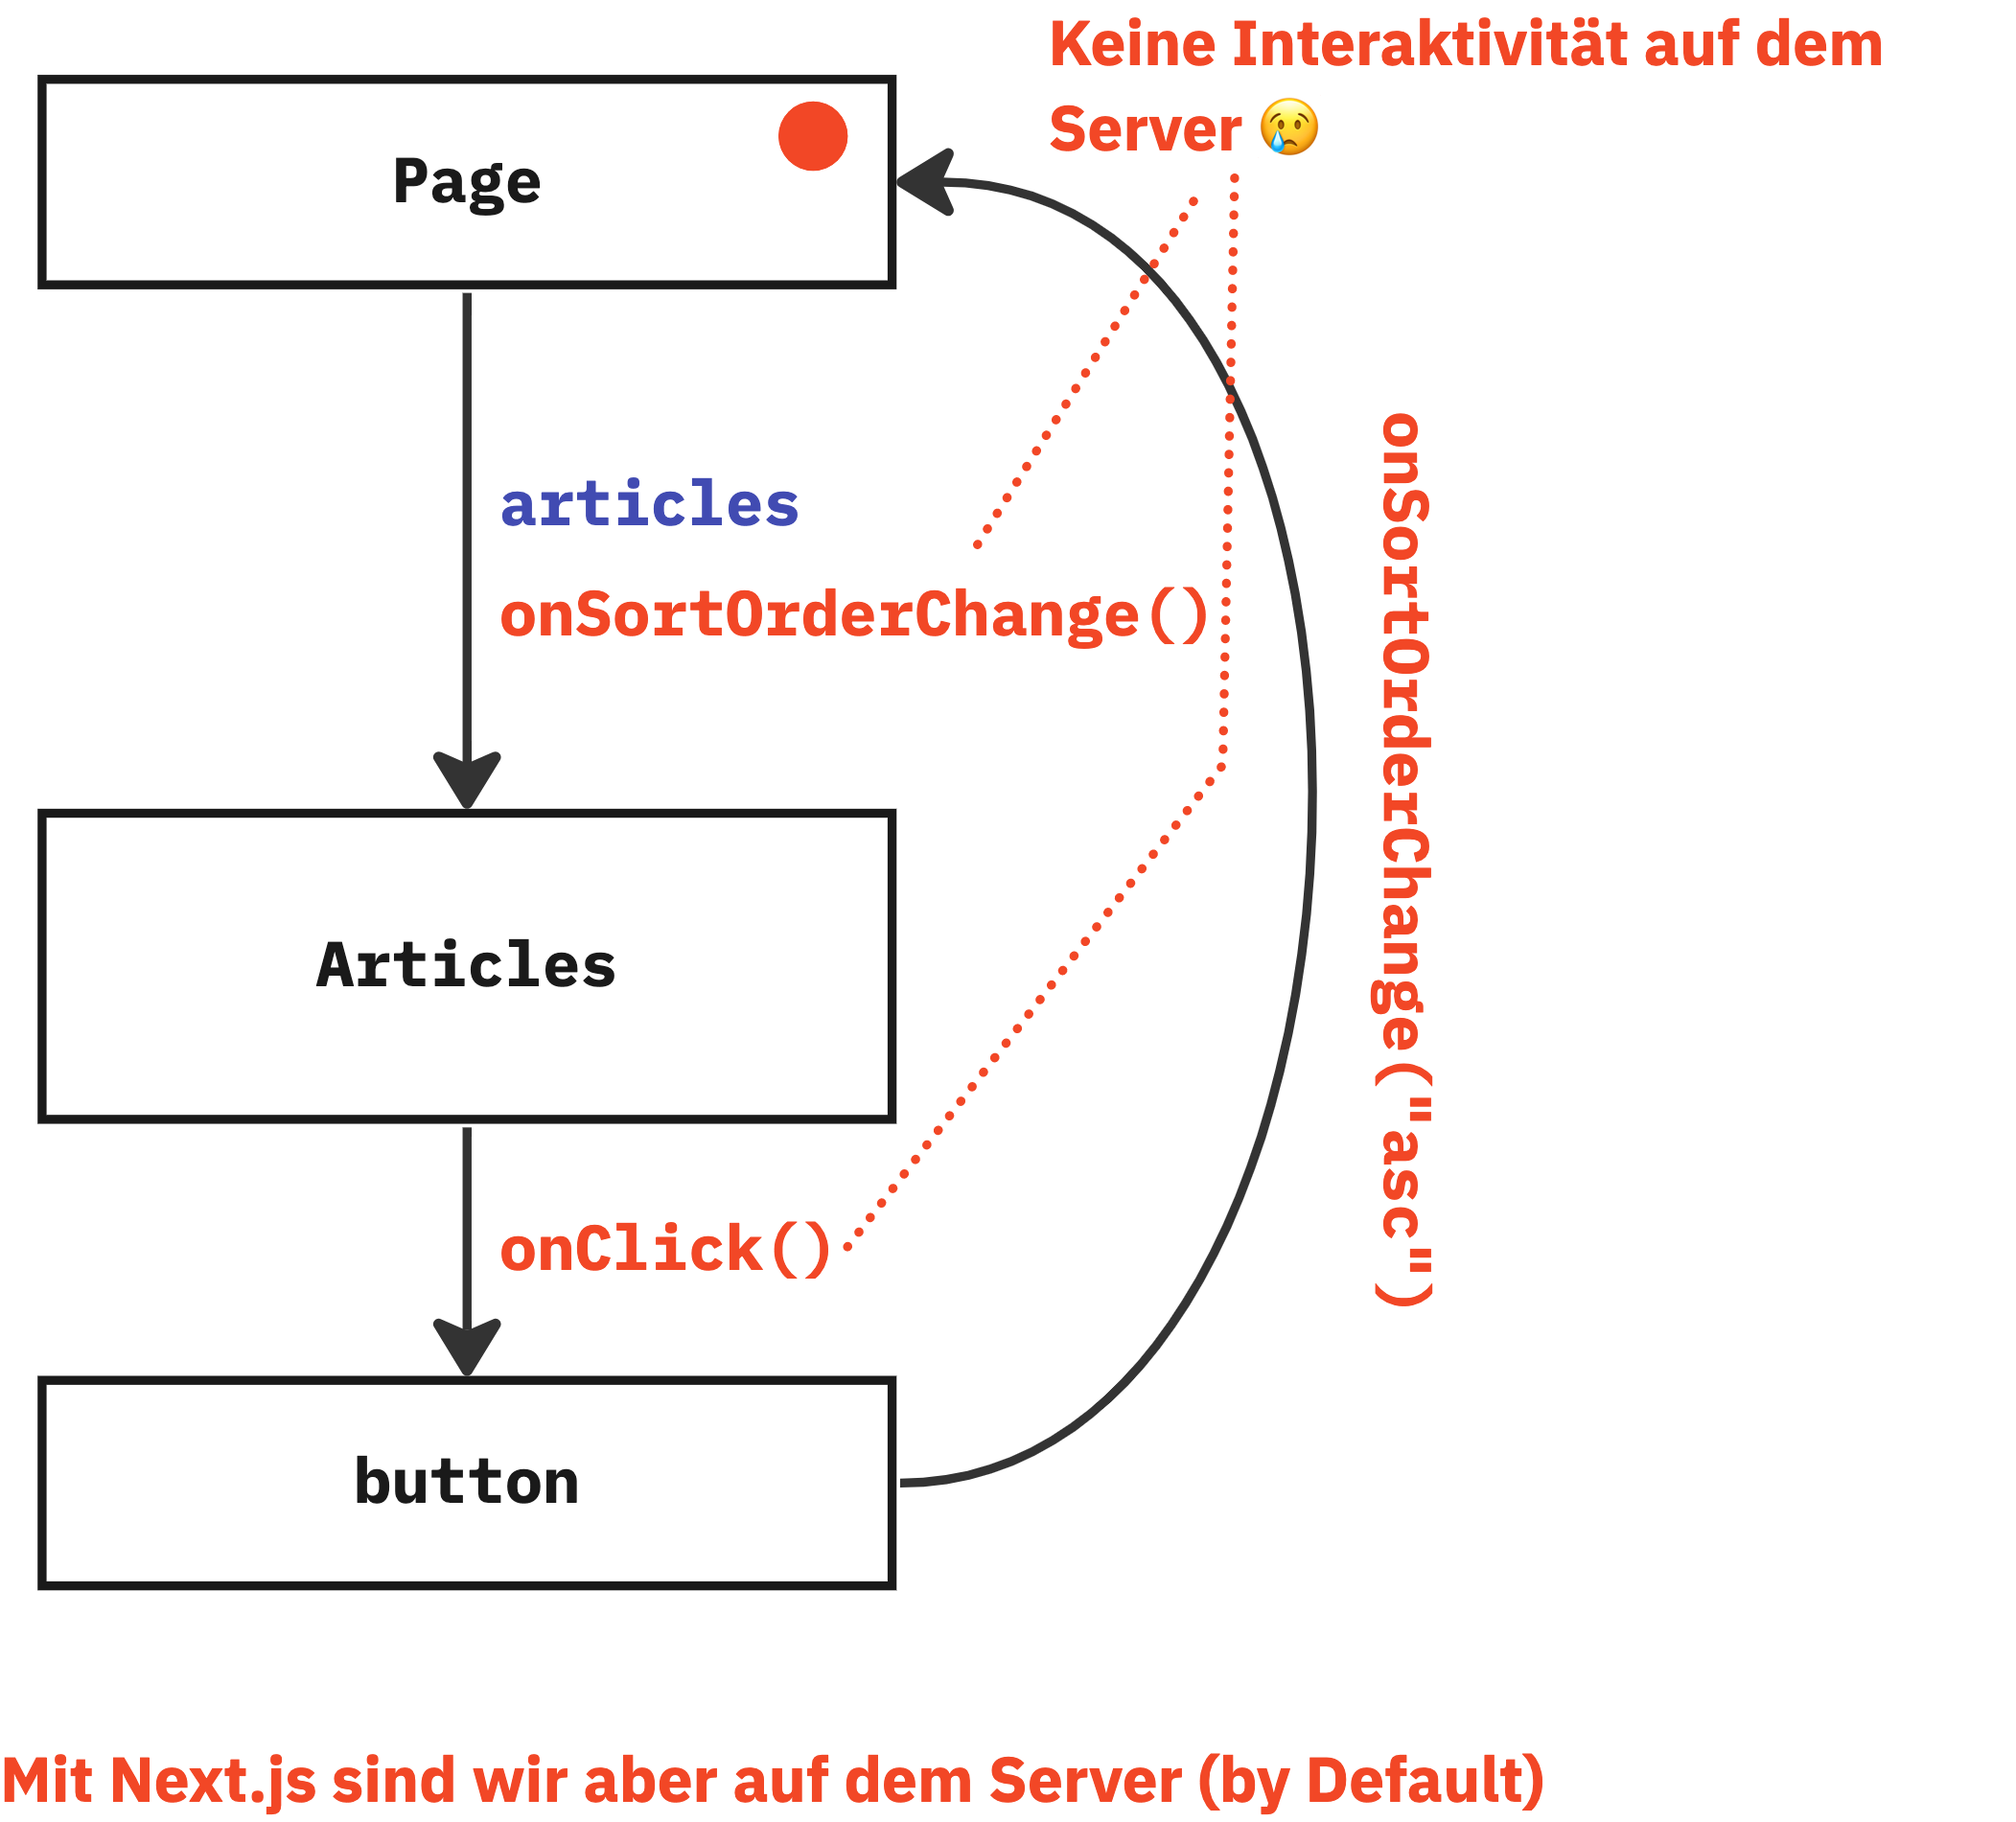 Keine Interaktivität auf dem
Server 😢
Page
articles
onSortOrderChange()
onSortOrderChange("asc")
Articles
onClick()
button
Mit Next.js sind wir aber auf dem Server (by Default)